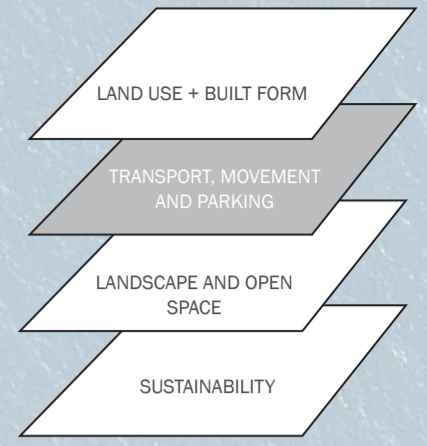 LAND USE + BUILT FORM
TRANSPORT, MOVEMENT
AND PARKING
LANDSCAPE AND OPEN
SPACE
SUSTAINABILITY